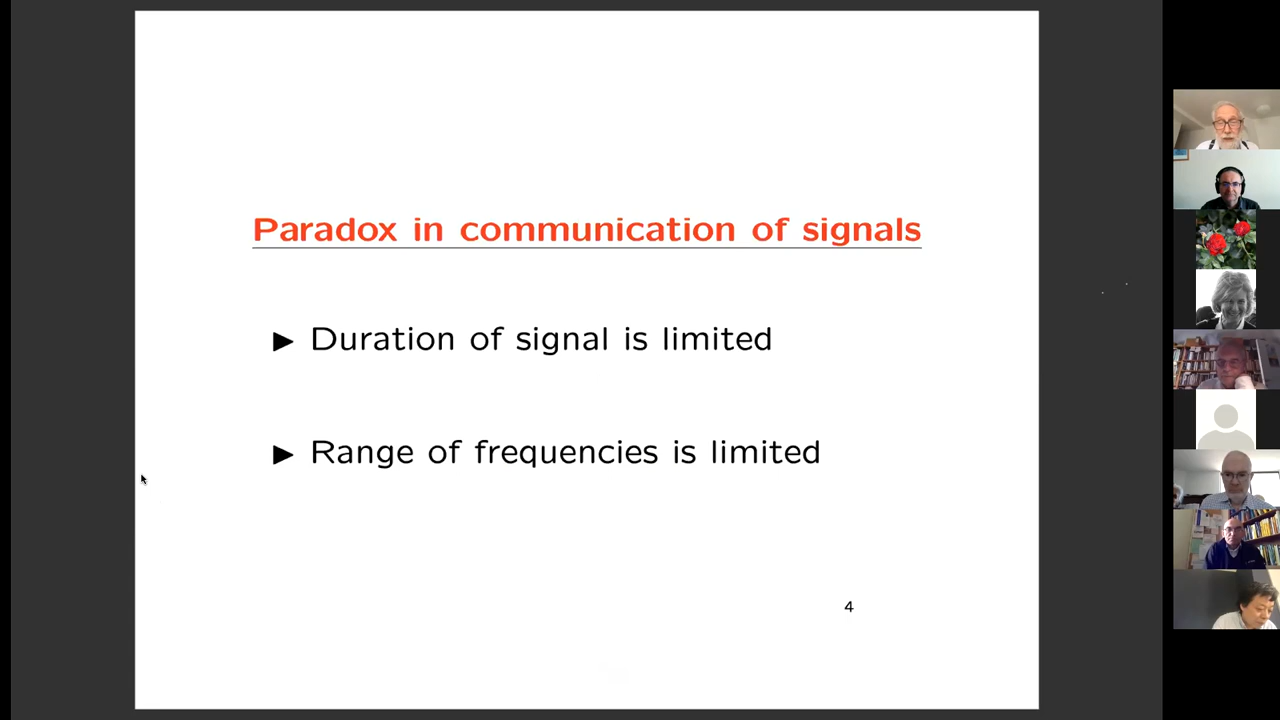 Paradox in communication of signals
▶ Duration of signal is limited
▶ Range of frequencies is limited
4